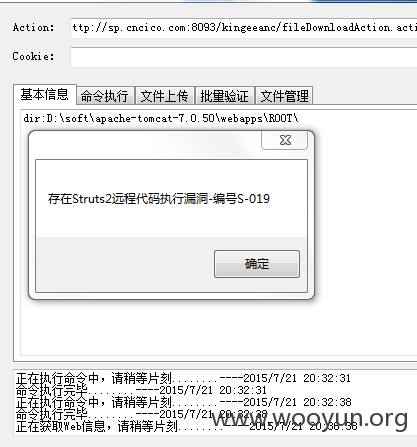 Action: ttp://sp.cncico.com:8093/kingeeanc/fileDownloadAction.acti
Cookie:
基本信息 命令执行 文件上传 批量验证 文件管理
dir:D:\soft\apache-tomcat-7.0.50\webapps\ROOT\
存在Struts2远程代码执行漏洞-编号S-019
确定
正在执行命令中，请稍等片刻........----2015/7/21 20:32:31
命令执行完毕........----2015/7/21 20:32:31
正在执行命令中，请稍等片刻........----2015/7/21 20:32:38
命令执行完毕........----2015/7/21 20:32:39
正在获取Web信息，请稍等片刻........----2015/7/21 20:38:38
www.wooyun.org